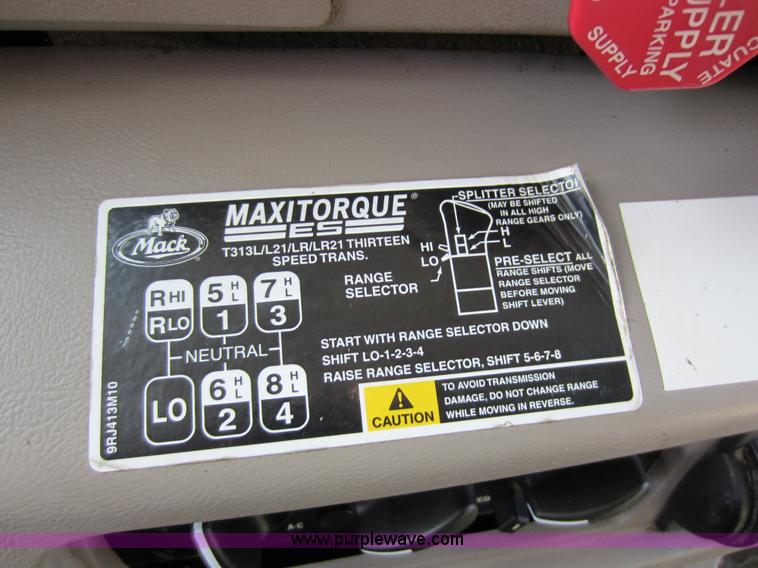 LER
SUPPLY
CUATE
PARKING
SUPPLY
Mack
MAXITORQUE®
ES
T313L/L21/LR/LR21 THIRTEEN
SPEED TRANS.
SPLITTER SELECTOR
(MAY BE SHIFTED
IN ALL HIGH
RANGE GEARS ONLY)
H
L
HI
LO
RANGE
SELECTOR
PRE-SELECT ALL
RANGE SHIFTS (MOVE
RANGE SELECTOR
BEFORE MOVING
SHIFT LEVER)
R HI 5 H L 7 H L
R LO 1 3
NEUTRAL
LO 6 H L 8 H L
2 4
START WITH RANGE SELECTOR DOWN
SHIFT LO-1-2-3-4
RAISE RANGE SELECTOR, SHIFT 5-6-7-8
CAUTION
TO AVOID TRANSMISSION
DAMAGE, DO NOT CHANGE RANGE
WHILE MOVING IN REVERSE.
9RJ413M10
A/C
www.purplewave.com